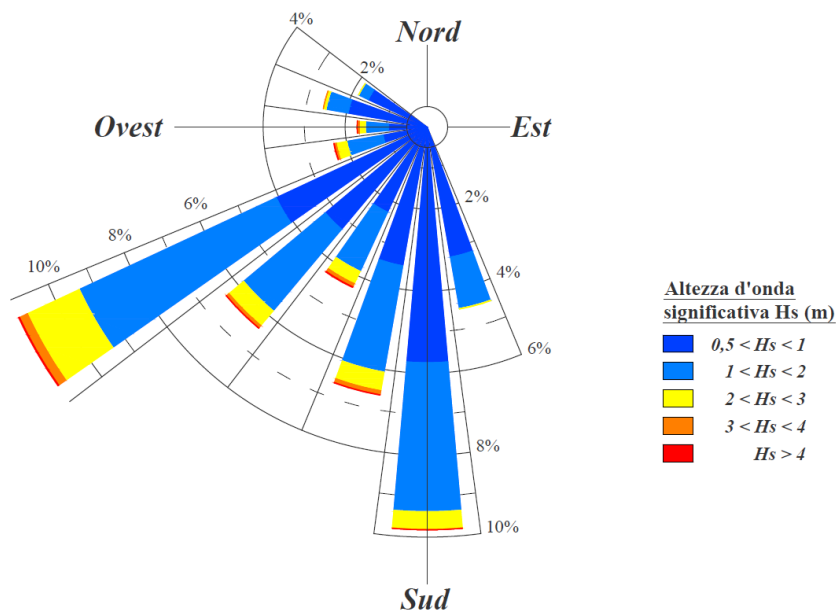 4%
Nord
2%
Ovest
Est
6%
2%
8%
10%
4%
6%
8%
10%
Sud
Altezza d'onda
significativa Hs (m)
0,5 < Hs < 1
1 < Hs < 2
2 < Hs < 3
3 < Hs < 4
Hs > 4